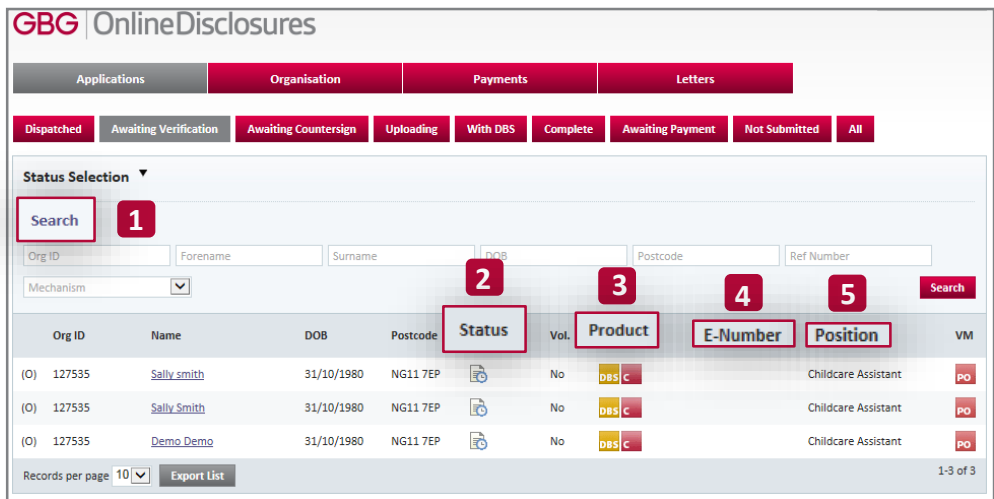 GBG OnlineDisclosures
Applications Organisation Payments Letters
Dispatched Awaiting Verification Awaiting Countersign Uploading With DBS Complete Awaiting Payment Not Submitted All
Status Selection
Search 1
Org ID Forename Surname DOB Postcode Ref Number
Mechanism 2 3 4 5 Search
Org ID Name DOB Postcode Status Vol. Product E-Number Position VM
(O) 127535 Sally smith 31/10/1980 NG11 7EP No DBS C Childcare Assistant PO
(O) 127535 Sally Smith 31/10/1980 NG11 7EP No DBS C Childcare Assistant PO
(O) 127535 Demo Demo 31/10/1980 NG11 7EP No DBS C Childcare Assistant PO
Records per page 10 Export List 1-3 of 3